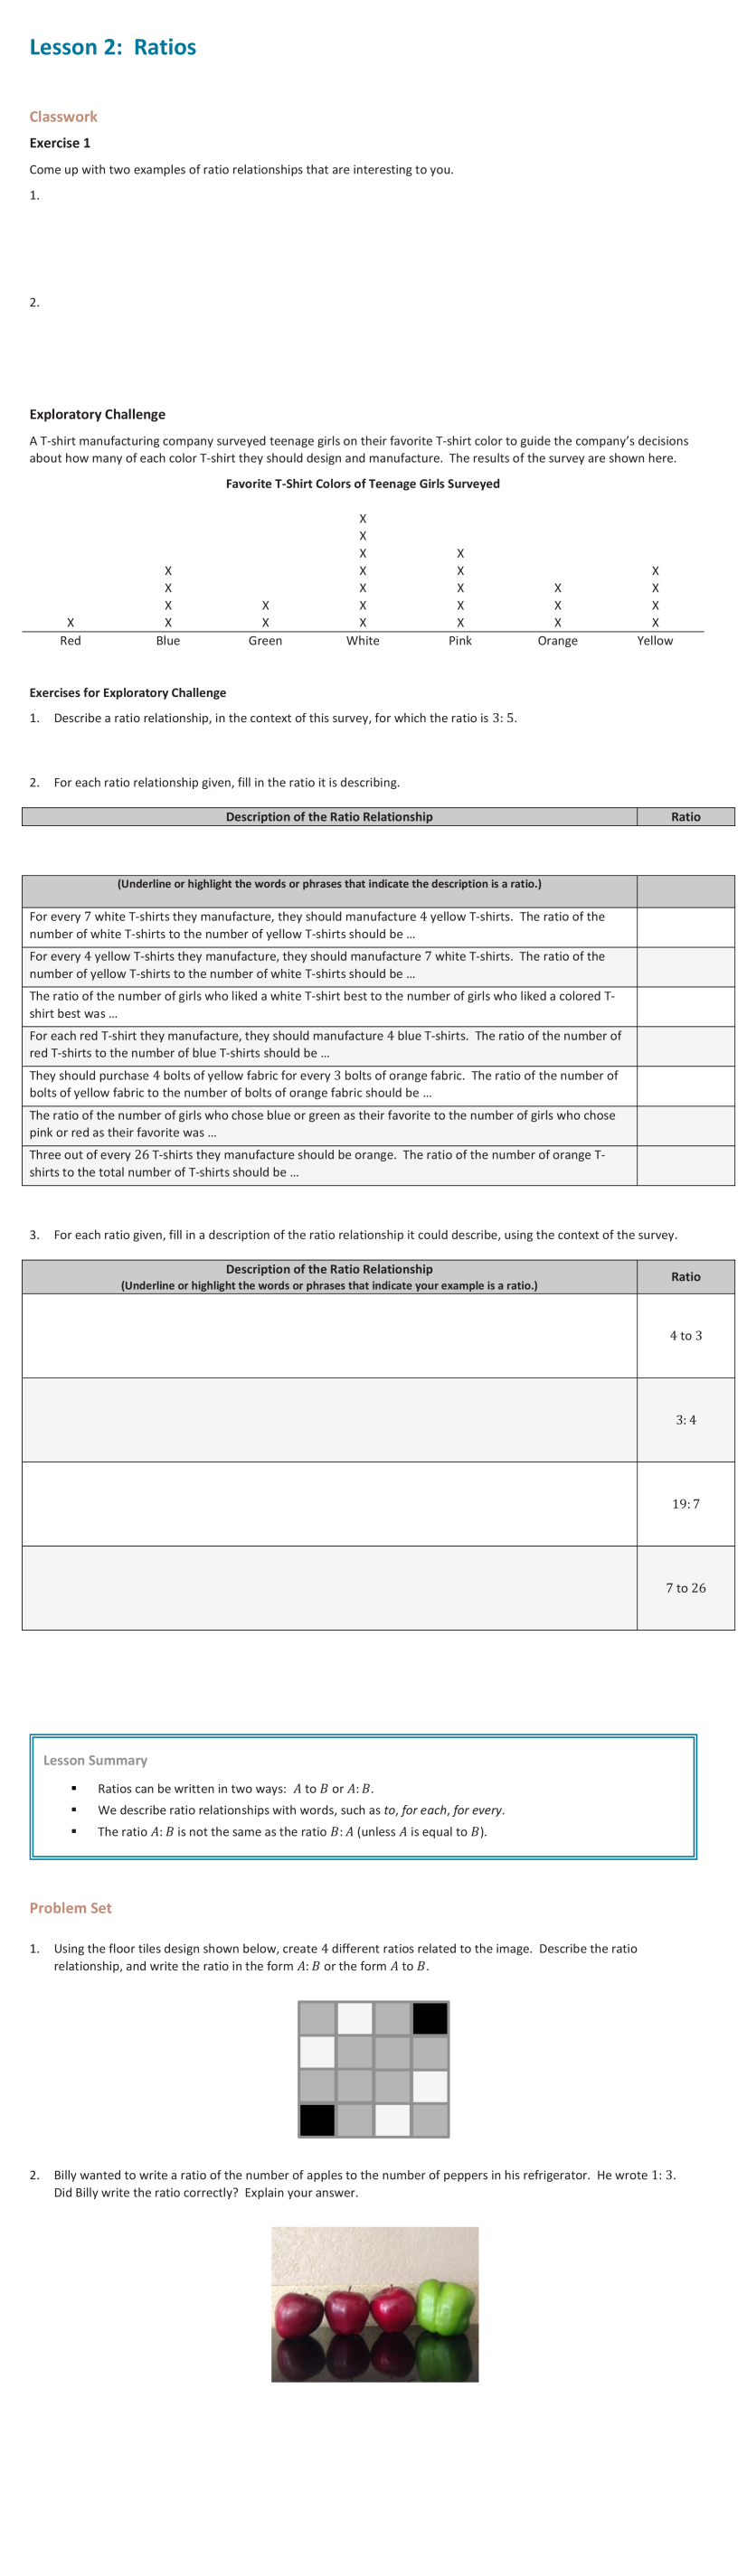 Lesson 2:  Ratios
Classwork
Exercise 1
Come up with two examples of ratio relationships that are interesting to you.
1.
2.
Exploratory Challenge
A T-shirt manufacturing company surveyed teenage girls on their favorite T-shirt color to guide the company's decisions
about how many of each color T-shirt they should design and manufacture.  The results of the survey are shown here.
Favorite T-Shirt Colors of Teenage Girls Surveyed
X
X
X X
X X X X
X X X X X
X X X X X X
X X X X X X X
Red Blue Green White Pink Orange Yellow
Exercises for Exploratory Challenge
1. Describe a ratio relationship, in the context of this survey, for which the ratio is 3: 5.
2. For each ratio relationship given, fill in the ratio it is describing.
Description of the Ratio Relationship Ratio
(Underline or highlight the words or phrases that indicate the description is a ratio.)
For every 7 white T-shirts they manufacture, they should manufacture 4 yellow T-shirts.  The ratio of the
number of white T-shirts to the number of yellow T-shirts should be ...
For every 4 yellow T-shirts they manufacture, they should manufacture 7 white T-shirts.  The ratio of the
number of yellow T-shirts to the number of white T-shirts should be ...
The ratio of the number of girls who liked a white T-shirt best to the number of girls who liked a colored T-
shirt best was ...
For each red T-shirt they manufacture, they should manufacture 4 blue T-shirts.  The ratio of the number of
red T-shirts to the number of blue T-shirts should be ...
They should purchase 4 bolts of yellow fabric for every 3 bolts of orange fabric.  The ratio of the number of
bolts of yellow fabric to the number of bolts of orange fabric should be ...
The ratio of the number of girls who chose blue or green as their favorite to the number of girls who chose
pink or red as their favorite was ...
Three out of every 26 T-shirts they manufacture should be orange.  The ratio of the number of orange T-
shirts to the total number of T-shirts should be ...
3. For each ratio given, fill in a description of the ratio relationship it could describe, using the context of the survey.
Description of the Ratio Relationship
(Underline or highlight the words or phrases that indicate your example is a ratio.)
Ratio
4 to 3
3: 4
19: 7
7 to 26
Lesson Summary
▪ Ratios can be written in two ways:  A to B or A: B.
▪ We describe ratio relationships with words, such as to, for each, for every.
▪ The ratio A: B is not the same as the ratio B: A (unless A is equal to B).
Problem Set
1. Using the floor tiles design shown below, create 4 different ratios related to the image.  Describe the ratio
relationship, and write the ratio in the form A: B or the form A to B.
2. Billy wanted to write a ratio of the number of apples to the number of peppers in his refrigerator.  He wrote 1: 3.
Did Billy write the ratio correctly?  Explain your answer.